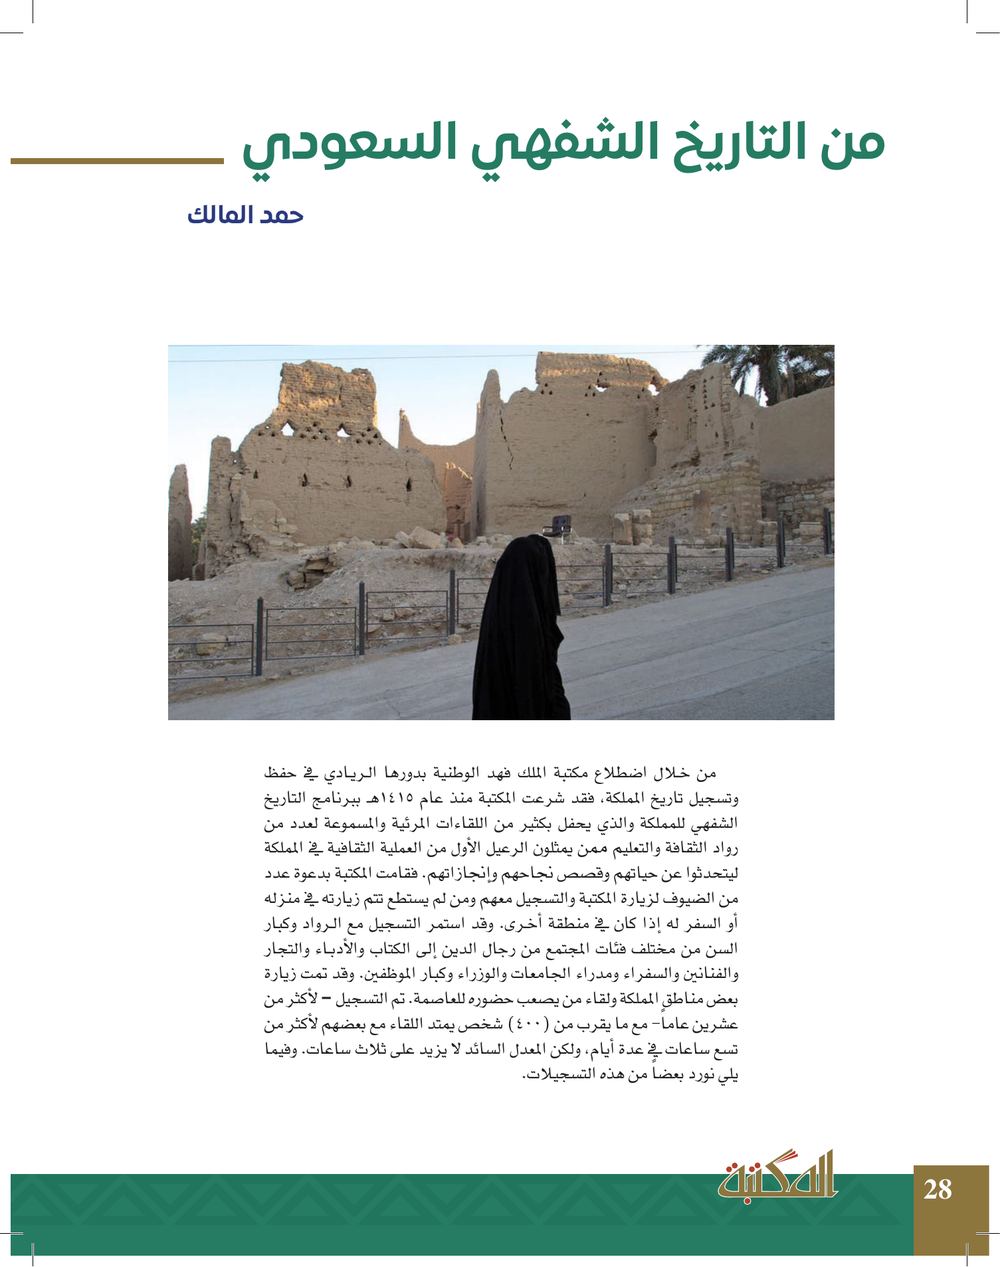 من التاريخ الشفهي السعودي
حمد المالك
من خلال اضطلاع مكتبة الملك فهد الوطنية بدورها الريادي في حفظ
وتسجيل تاريخ المملكة، فقد شرعت المكتبة منذ عام ١٤١٥هـ ببرنامج التاريخ
الشفهي للمملكة والذي يحفل بكثير من اللقاءات المرئية والمسموعة لعدد من
رواد الثقافة والتعليم ممن يمثلون الرعيل الأول من العملية الثقافية في المملكة
ليتحدثوا عن حياتهم وقصص نجاحهم وإنجازاتهم. فقامت المكتبة بدعوة عدد
من الضيوف لزيارة المكتبة والتسجيل معهم ومن لم يستطع تتم زيارته في منزله
أو السفر له إذا كان في منطقة أخرى. وقد استمر التسجيل مع الرواد وكبار
السن من مختلف فئات المجتمع من رجال الدين إلى الكتاب والأدباء والتجار
والفنانين والسفراء ومدراء الجامعات والوزراء وكبار الموظفين. وقد تمت زيارة
بعض مناطق المملكة ولقاء من يصعب حضوره للعاصمة. تم التسجيل – لأكثر من
عشرين عاماً- مع ما يقرب من (٤٠٠) شخص يمتد اللقاء مع بعضهم لأكثر من
تسع ساعات في عدة أيام، ولكن المعدل السائد لا يزيد على ثلاث ساعات. وفيما
يلي نورد بعضاً من هذه التسجيلات.
المكتبة
28